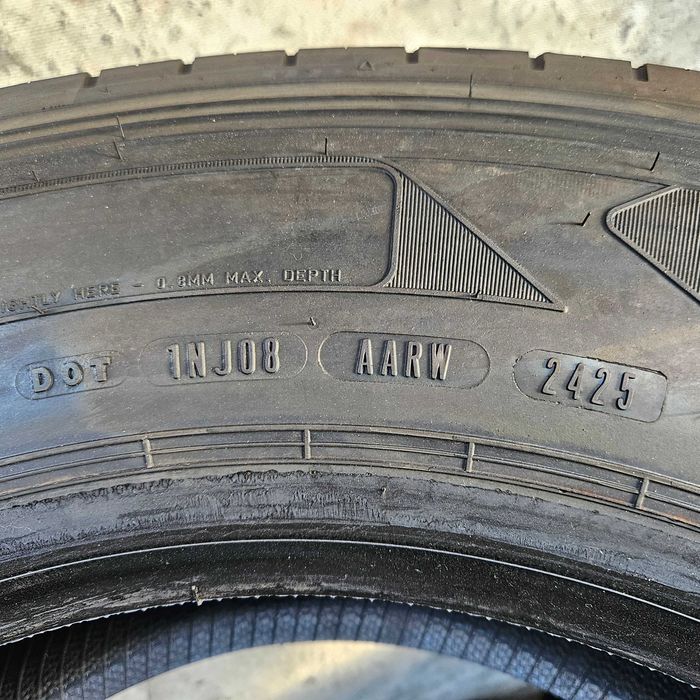 HERE - 0.8MM MAX. DEPTH
DOT 1NJ08 AARW 2425